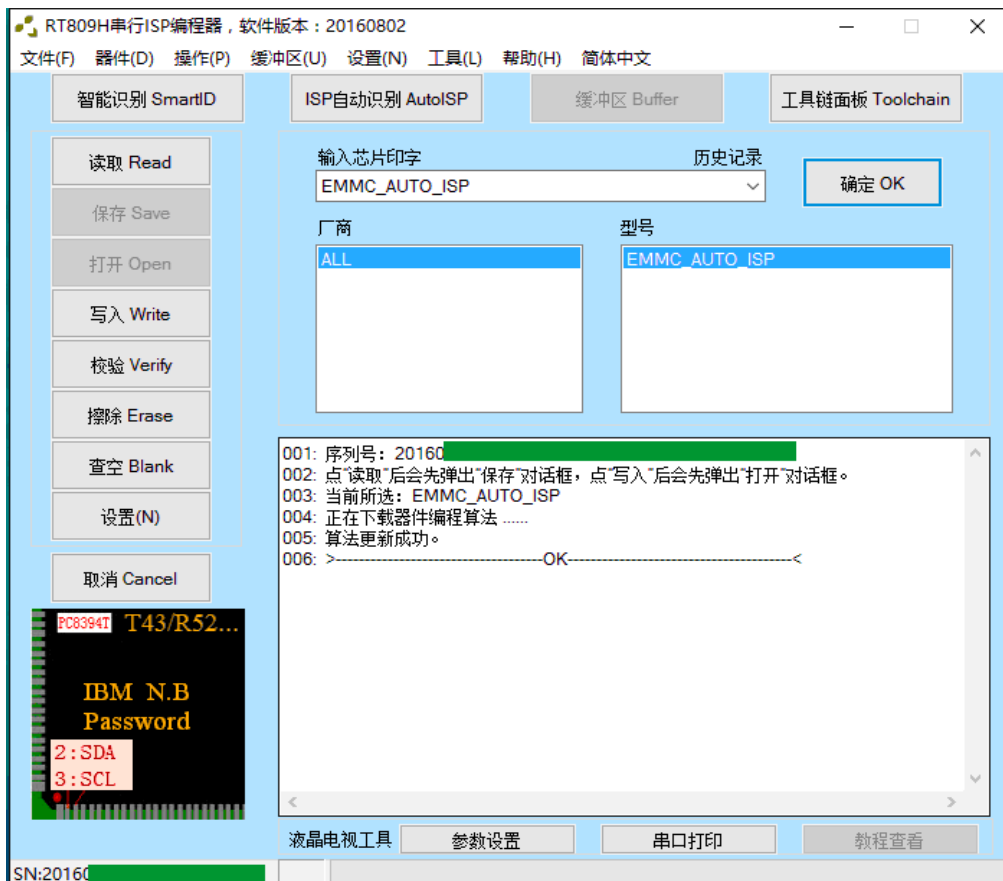 RT809H串行ISP编程器，软件版本：20160802
文件(F) 器件(D) 操作(P) 缓冲区(U) 设置(N) 工具(L) 帮助(H) 简体中文
智能识别 SmartID ISP自动识别 AutoISP 缓冲区 Buffer 工具链面板 Toolchain
读取 Read
保存 Save
打开 Open
写入 Write
校验 Verify
擦除 Erase
查空 Blank
设置(N)
取消 Cancel
输入芯片印字 历史记录
EMMC_AUTO_ISP
确定 OK
厂商 型号
ALL EMMC_AUTO_ISP
001: 序列号：20160
002: 点"读取"后会先弹出"保存"对话框，点"写入"后会先弹出"打开"对话框。
003: 当前所选：EMMC_AUTO_ISP
004: 正在下载器件编程算法 ......
005: 算法更新成功。
006: >----------------------------------OK------------------------------------<
PC8394T T43/R52...
IBM N.B
Password
2:SDA
3:SCL
液晶电视工具 参数设置 串口打印 教程查看
SN:20160